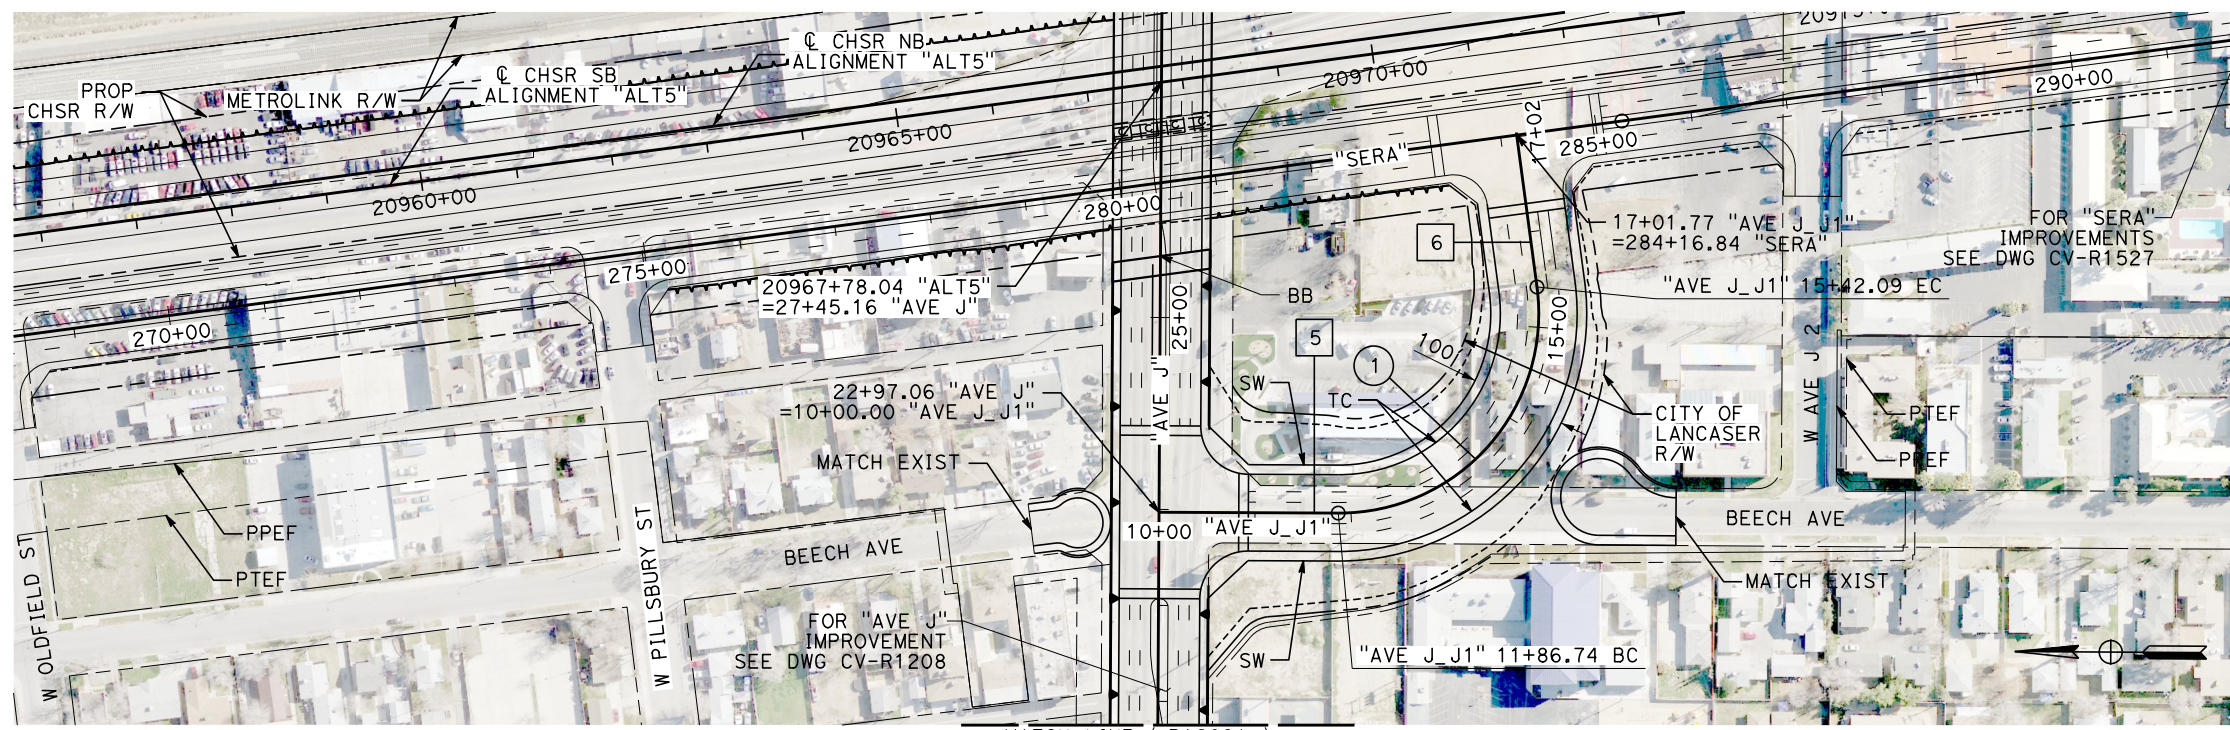 PROP
CHSR R/W
METROLINK R/W
℄ CHSR SB
ALIGNMENT "ALT5"
℄ CHSR NB
ALIGNMENT "ALT5"
20960+00
20965+00
20970+00
"SERA"
17+02
285+00
290+00
270+00
275+00
280+00
20967+78.04 "ALT5"
=27+45.16 "AVE J"
25+00
BB
6
5
1
100'
15+00
17+01.77 "AVE J_J1"
=284+16.84 "SERA"
"AVE J_J1" 15+42.09 EC
FOR "SERA"
IMPROVEMENTS
SEE DWG CV-R1527
22+97.06 "AVE J"
=10+00.00 "AVE J_J1"
"AVE J"
SW
TC
CITY OF
LANCASER
R/W
W AVE J 2
PTEF
PPEF
MATCH EXIST
PPEF
PTEF
W OLDFIELD ST
W PILLSBURY ST
BEECH AVE
10+00
"AVE J_J1"
BEECH AVE
MATCH EXIST
FOR "AVE J"
IMPROVEMENT
SEE DWG CV-R1208
SW
"AVE J_J1" 11+86.74 BC